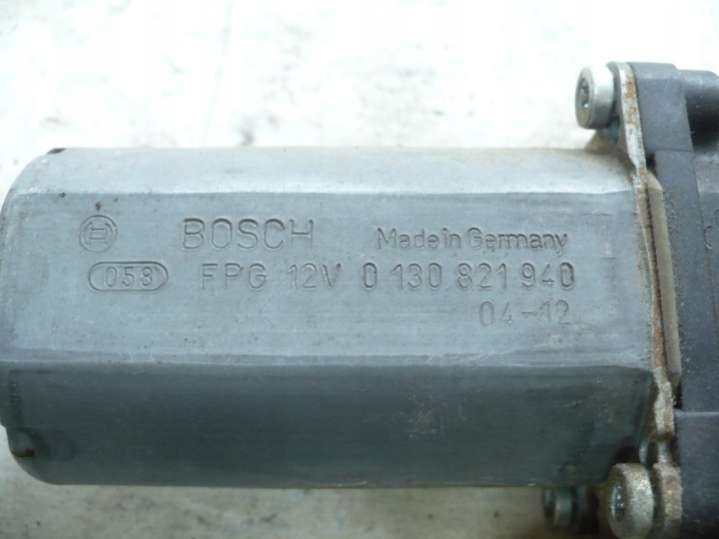 BOSCH Made in Germany
058 FPG 12V 0 130 821 940
04-12